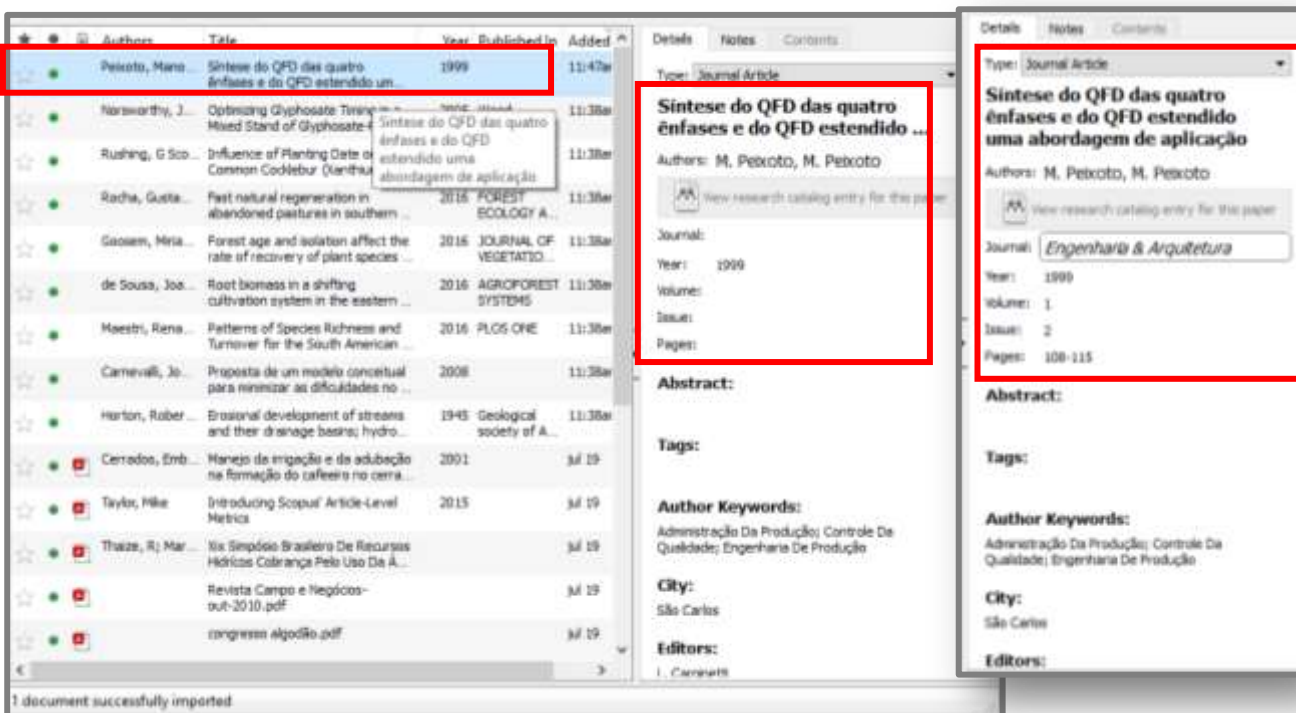 Authors Title Year Published In Added
Peixoto, Mano... Síntese do QFD das quatro 1999 11:47am
ênfases e do QFD estendido um...
Norsworthy, J... Optimizing Glyphosate Timing in a 11:38am
Mixed Stand of Glyphosate
Síntese do QFD das quatro
ênfases e do QFD
estendido uma
abordagem de aplicação
Rushing, G Sco... Influence of Planting Date 11:38am
Common Cocklebur (Xanthiu
Rocha, Gusta... Fast natural regeneration in 2016 FOREST 11:38am
abandoned pastures in southern ... ECOLOGY A...
Goosem, Miria... Forest age and isolation affect the 2016 JOURNAL OF 11:38am
rate of recovery of plant species ... VEGETATIO...
de Sousa, Joa... Root biomass in a shifting 2016 AGROFOREST 11:38am
cultivation system in the eastern ... SYSTEMS
Maestri, Rena... Patterns of Species Richness and 2016 PLOS ONE 11:38am
Turnover for the South American ...
Carnevalli, Jo... Proposta de um modelo conceitual 2008 11:38am
para minimizar as dificuldades no ...
Horton, Rober... Erosional development of streams 1945 Geological 11:38am
and their drainage basins; hydro... society of A...
Cerrados, Emb... Manejo da irrigação e da adubação 2001 jul 19
na formação do cafeeiro no cerra...
Taylor, Mike Introducing Scopus' Article-Level 2015 jul 19
Metrics
Thaize, R; Mar... Xix Simpósio Brasileiro De Recursos jul 19
Hídricos Cobrança Pelo Uso Da Á...
Revista Campo e Negócios- jul 19
out-2010.pdf
congresso algodão.pdf jul 19
1 document successfully imported
Details Notes Contents
Type: Journal Article
Síntese do QFD das quatro
ênfases e do QFD estendido ...
Authors: M. Peixoto, M. Peixoto
View research catalog entry for this paper
Journal:
Year: 1999
Volume:
Issue:
Pages:
Abstract:
Tags:
Author Keywords:
Administração Da Produção; Controle Da
Qualidade; Engenharia De Produção
City:
São Carlos
Editors:
Details Notes Contents
Type: Journal Article
Síntese do QFD das quatro
ênfases e do QFD estendido
uma abordagem de aplicação
Authors: M. Peixoto, M. Peixoto
View research catalog entry for this paper
Journal: Engenharia & Arquitetura
Year: 1999
Volume: 1
Issue: 2
Pages: 108-115
Abstract:
Tags:
Author Keywords:
Administração Da Produção; Controle Da
Qualidade; Engenharia De Produção
City:
São Carlos
Editors: